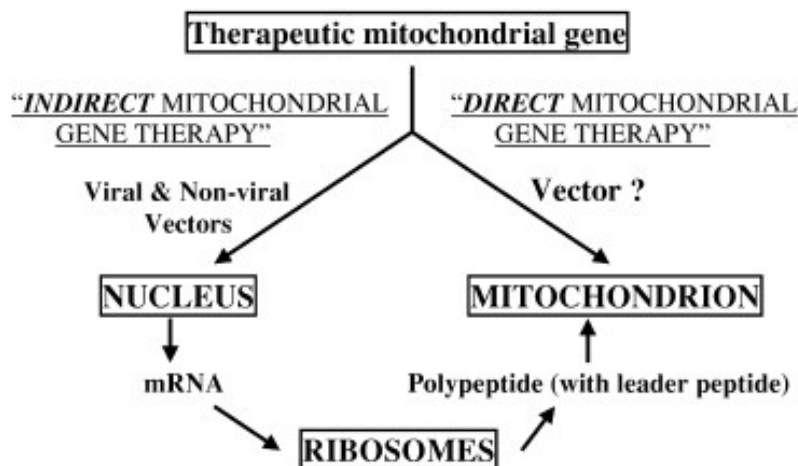 Therapeutic mitochondrial gene
“INDIRECT MITOCHONDRIAL
GENE THERAPY”
“DIRECT MITOCHONDRIAL
GENE THERAPY”
Viral & Non-viral
Vectors
Vector ?
NUCLEUS
MITOCHONDRION
mRNA
Polypeptide (with leader peptide)
RIBOSOMES